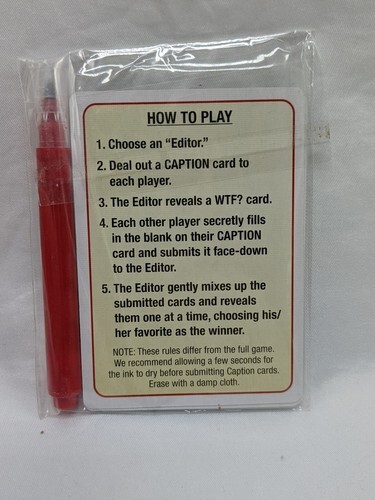 HOW TO PLAY
1. Choose an “Editor.”
2. Deal out a CAPTION card to
each player.
3. The Editor reveals a WTF? card.
4. Each other player secretly fills
in the blank on their CAPTION
card and submits it face-down
to the Editor.
5. The Editor gently mixes up the
submitted cards and reveals
them one at a time, choosing his/
her favorite as the winner.
NOTE: These rules differ from the full game.
We recommend allowing a few seconds for
the ink to dry before submitting Caption cards.
Erase with a damp cloth.